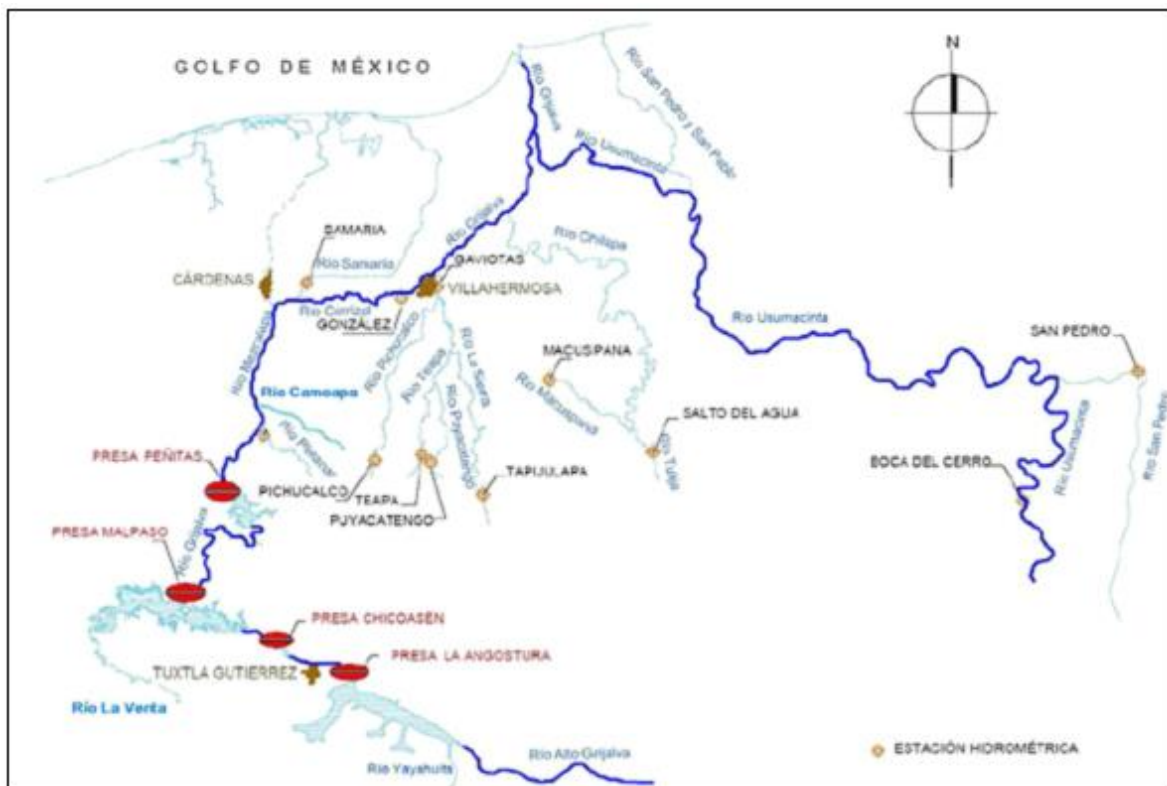 N
GOLFO DE MÉXICO
Río Grijalva
Río San Pedro y San Pablo
Río Usumacinta
SAMARIA
Río Grijalva
Río Chilapa
Río Samaria
GAVIOTAS
CÁRDENAS
VILLAHERMOSA
Río Carrizal
GONZÁLEZ
Río Usumacinta
SAN PEDRO
Río Mezcalapa
Río Pichucalco
Río Teapa
Río La Sierra
MACUSPANA
Río Macuspana
Río Camoapa
Río Puyacatengo
SALTO DEL AGUA
Río Platanar
Río Tulija
PRESA PEÑITAS
BOCA DEL CERRO
Río Usumacinta
Río San Pedro
PICHUCALCO
TEAPA
TAPIJULAPA
PUYACATENGO
PRESA MALPASO
Río Grijalva
PRESA CHICOASÉN
PRESA LA ANGOSTURA
TUXTLA GUTIERREZ
Río La Venta
Río Alto Grijalva
ESTACIÓN HIDROMÉTRICA